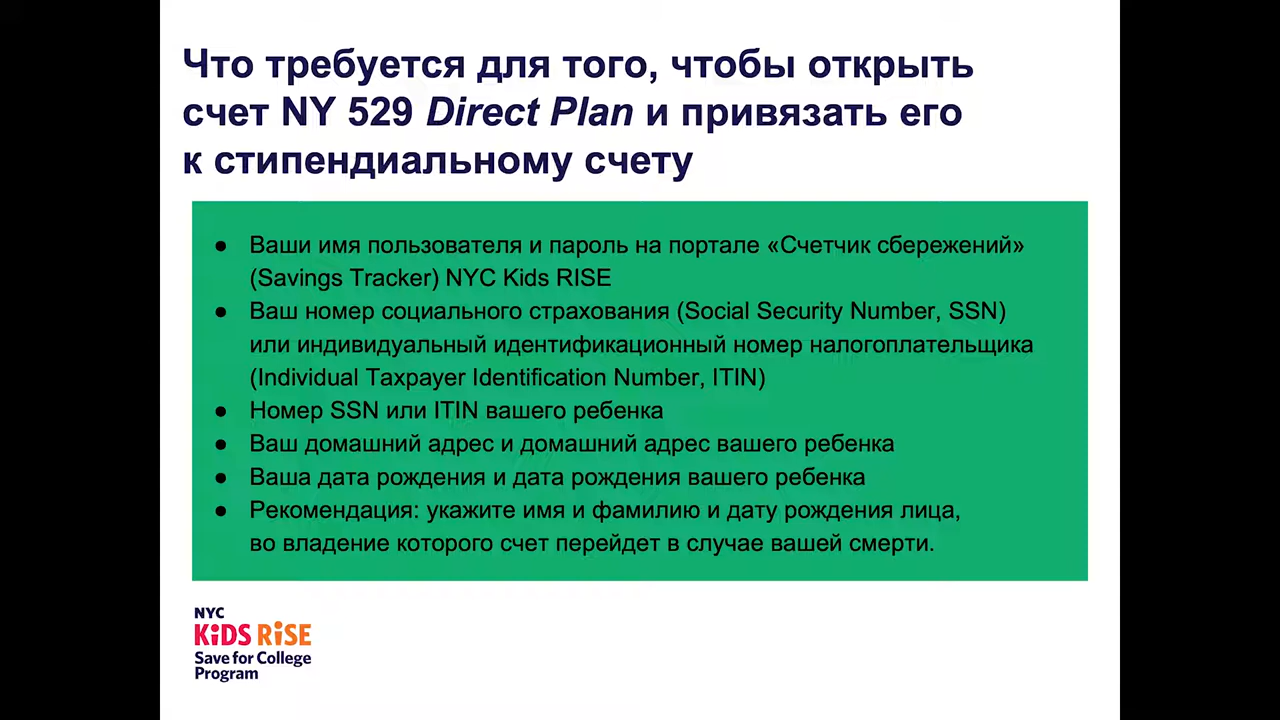 Что требуется для того, чтобы открыть
счет NY 529 Direct Plan и привязать его
к стипендиальному счету
● Ваши имя пользователя и пароль на портале «Счетчик сбережений»
(Savings Tracker) NYC Kids RISE
● Ваш номер социального страхования (Social Security Number, SSN)
или индивидуальный идентификационный номер налогоплательщика
(Individual Taxpayer Identification Number, ITIN)
● Номер SSN или ITIN вашего ребенка
● Ваш домашний адрес и домашний адрес вашего ребенка
● Ваша дата рождения и дата рождения вашего ребенка
● Рекомендация: укажите имя и фамилию и дату рождения лица,
во владение которого счет перейдет в случае вашей смерти.
NYC
KiDS RiSE
Save for College
Program